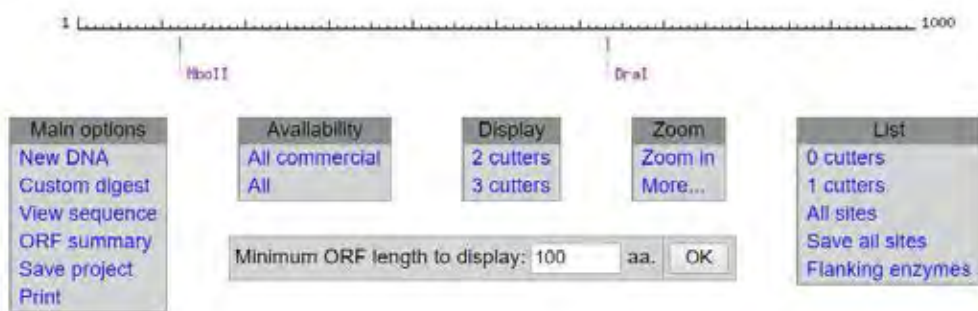 1 1000
MboII DraI
Main options Availability Display Zoom List
New DNA All commercial 2 cutters Zoom in 0 cutters
Custom digest All 3 cutters More... 1 cutters
View sequence All sites
ORF summary Save all sites
Minimum ORF length to display: 100 aa. OK
Save project Flanking enzymes
Print